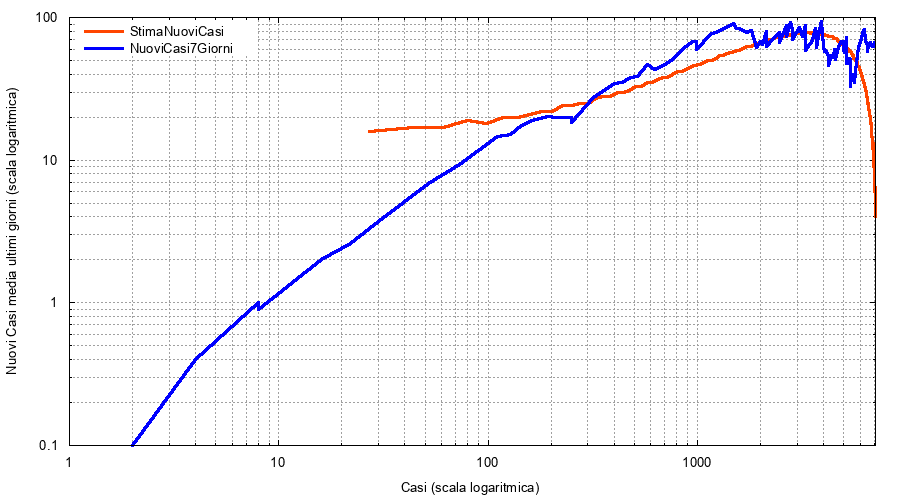 100
StimaNuoviCasi
NuoviCasi7Giorni
10
1
0.1
Nuovi Casi media ultimi giorni (scala logaritmica)
1
10
100
1000
Casi (scala logaritmica)